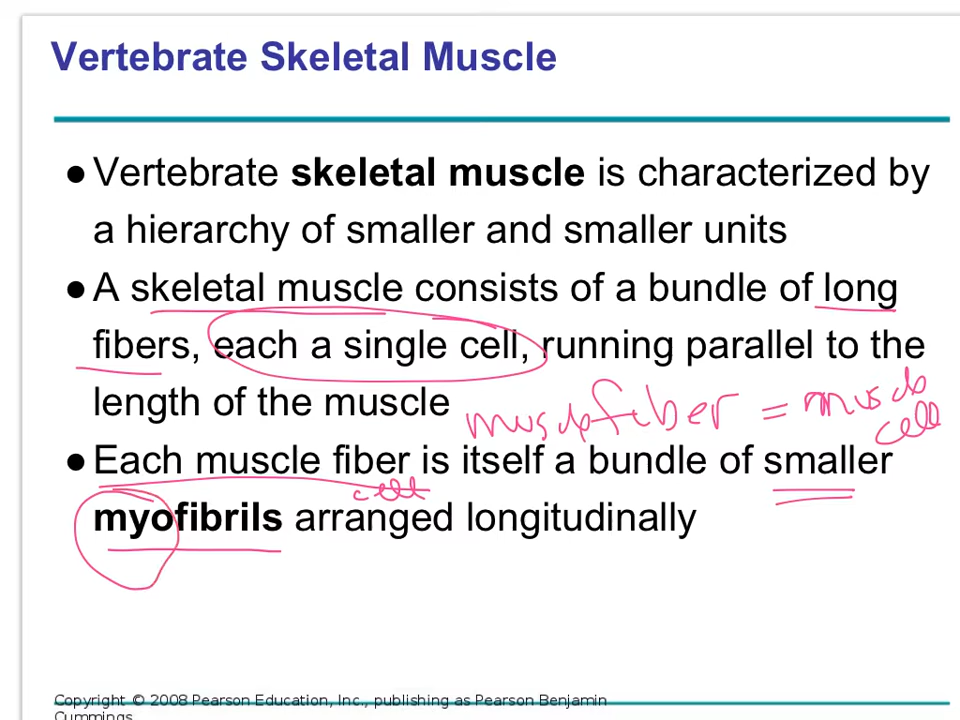 Vertebrate Skeletal Muscle
● Vertebrate skeletal muscle is characterized by
a hierarchy of smaller and smaller units
● A skeletal muscle consists of a bundle of long
fibers, each a single cell, running parallel to the
length of the muscle
muscle fiber = muscle
cell
● Each muscle fiber is itself a bundle of smaller
cell
myofibrils arranged longitudinally
Copyright © 2008 Pearson Education, Inc., publishing as Pearson Benjamin
Cummings